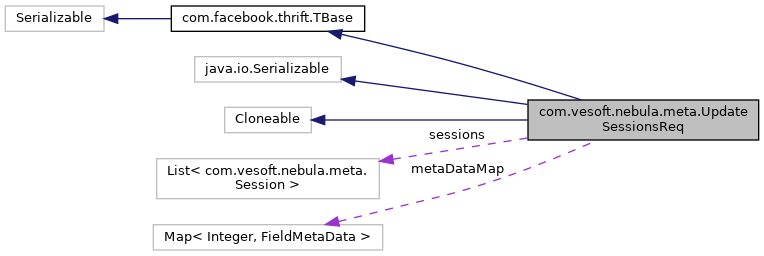 Serializable
com.facebook.thrift.TBase
java.io.Serializable
Cloneable
com.vesoft.nebula.meta.Update
SessionsReq
sessions
List< com.vesoft.nebula.meta.
Session >
metaDataMap
Map< Integer, FieldMetaData >